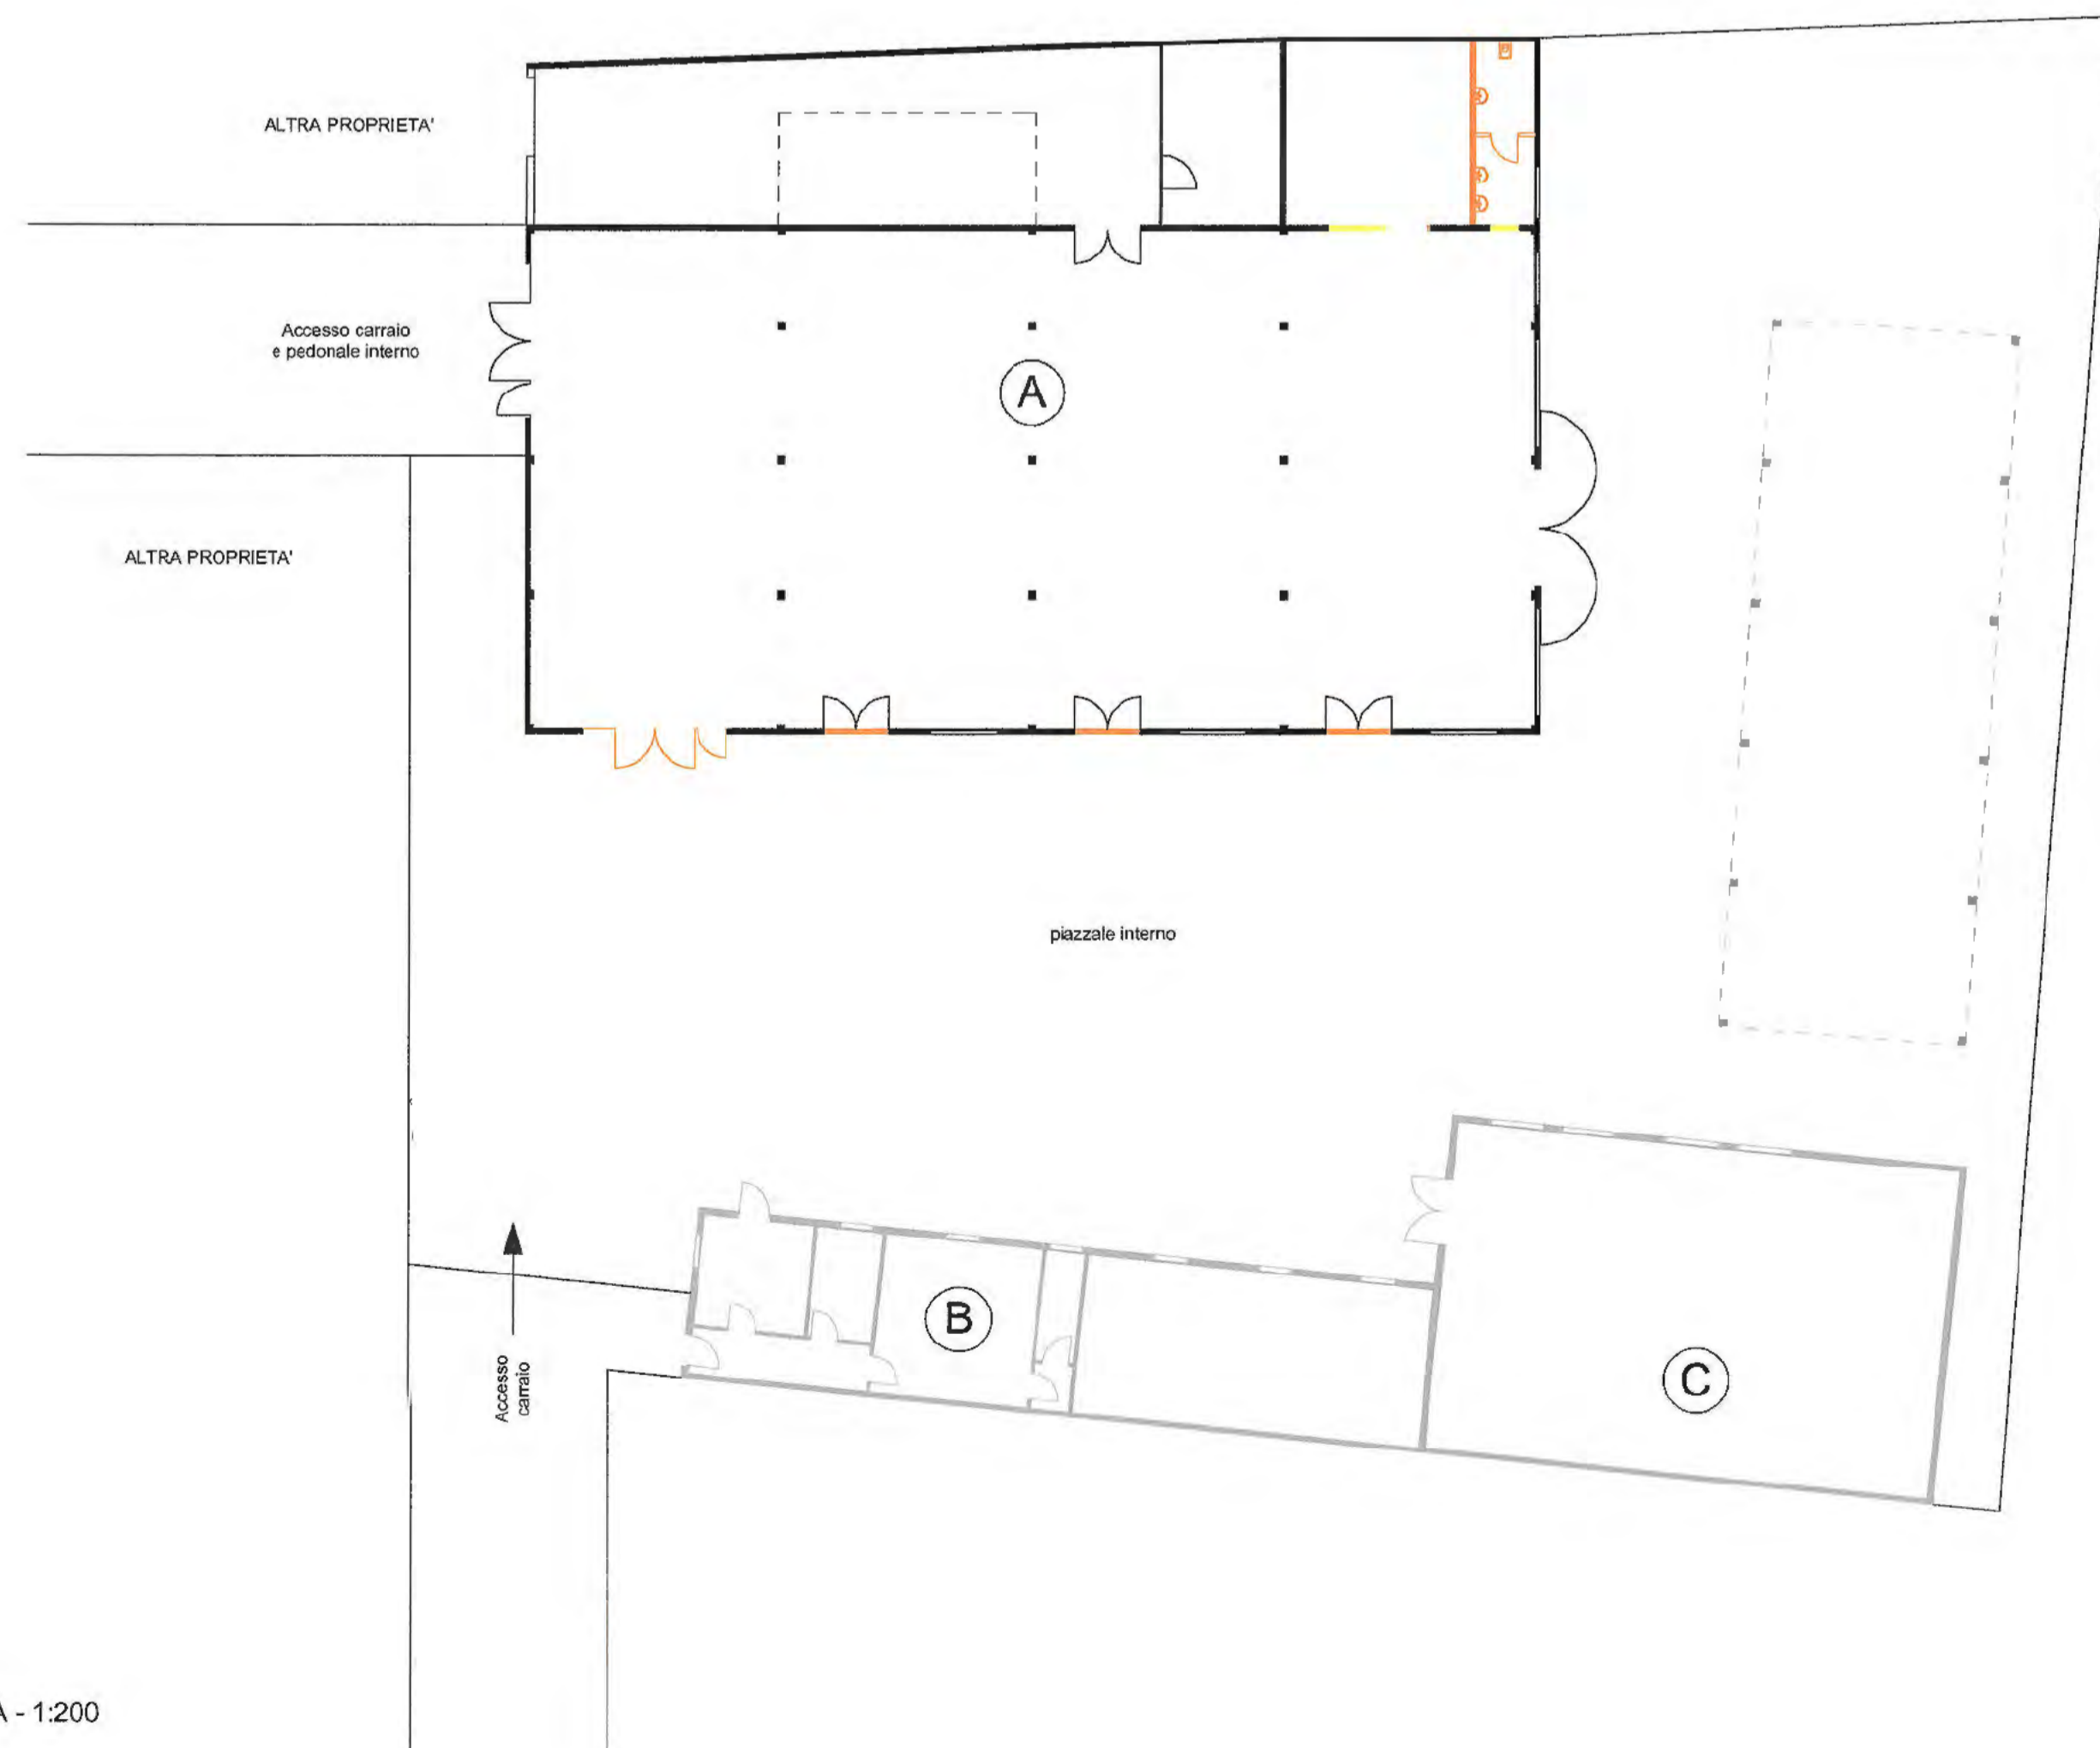 ALTRA PROPRIETA'
Accesso carraio
e pedonale interno
A
ALTRA PROPRIETA'
piazzale interno
B
C
Accesso
carraio
A - 1:200